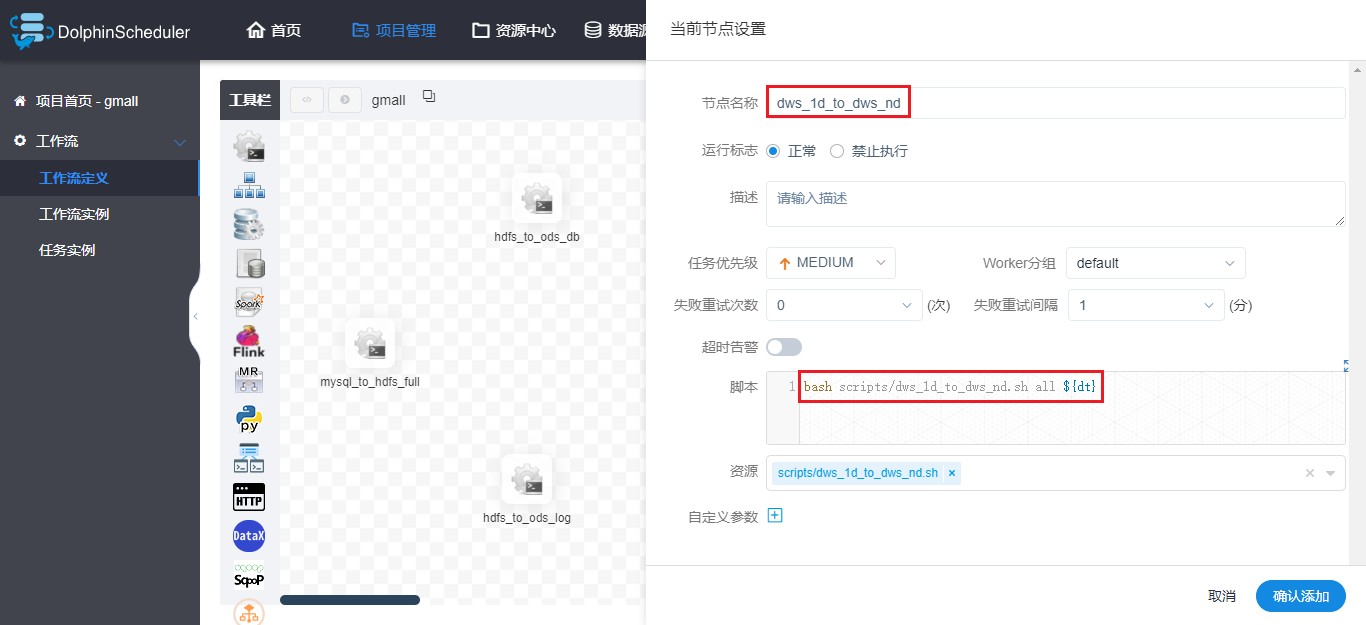 DolphinScheduler
首页
项目管理
资源中心
数据源
项目首页 - gmall
工作流
工作流定义
工作流实例
任务实例
工具栏
gmall
Spark
Flink
MR
py
HTTP
DataX
SqooP
hdfs_to_ods_db
mysql_to_hdfs_full
hdfs_to_ods_log
当前节点设置
节点名称 dws_1d_to_dws_nd
运行标志 正常 禁止执行
描述 请输入描述
任务优先级 MEDIUM Worker分组 default
失败重试次数 0 (次) 失败重试间隔 1 (分)
超时告警
脚本 1 bash scripts/dws_1d_to_dws_nd.sh all ${dt}
资源 scripts/dws_1d_to_dws_nd.sh ×
自定义参数
取消 确认添加